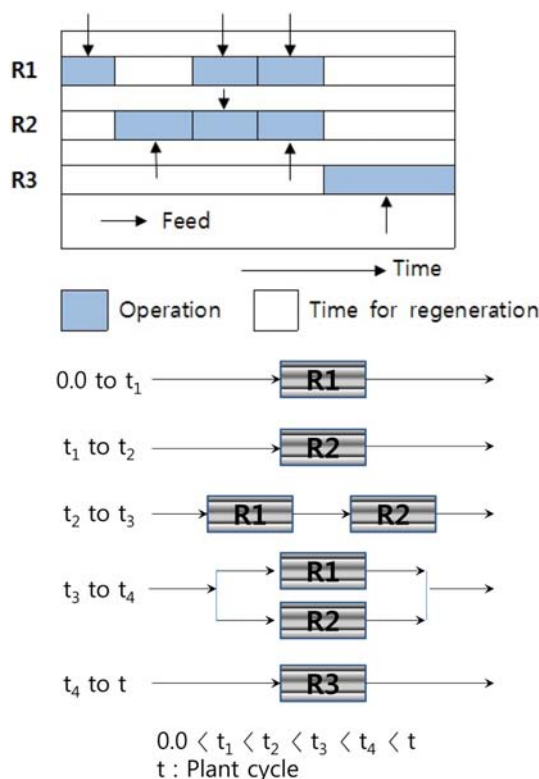 R1
R2
R3
Feed
Time
Operation
Time for regeneration
0.0 to t₁
R1
t₁ to t₂
R2
t₂ to t₃
R1
R2
t₃ to t₄
R1
R2
t₄ to t
R3
0.0 < t₁ < t₂ < t₃ < t₄ < t
t : Plant cycle